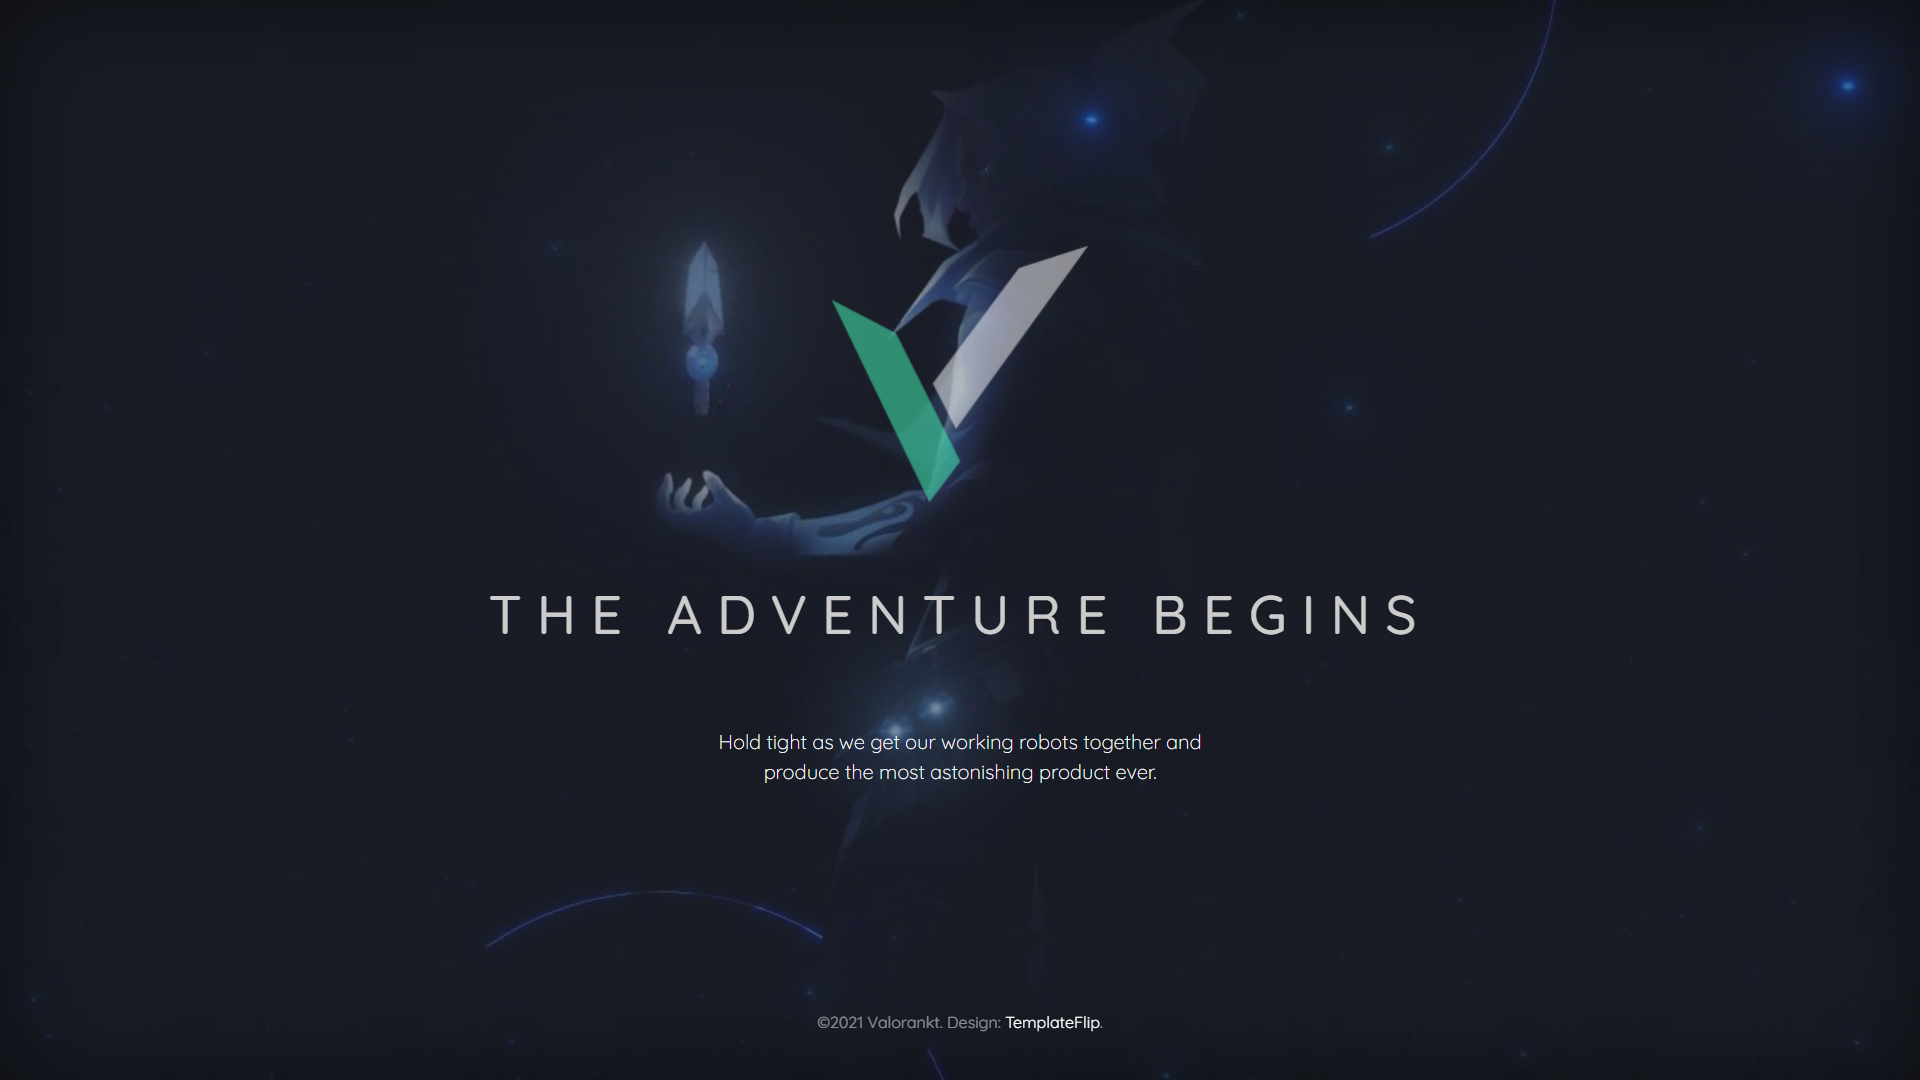 THE ADVENTURE BEGINS
Hold tight as we get our working robots together and
produce the most astonishing product ever.
©2021 Valorankt. Design: TemplateFlip.